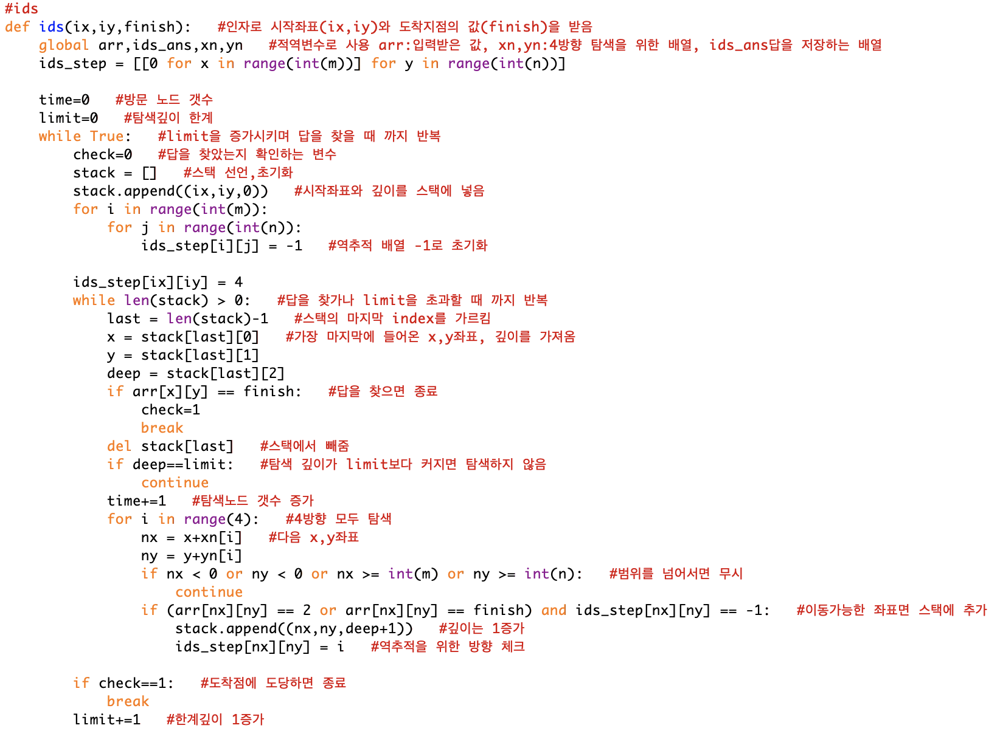 #ids
def ids(ix,iy,finish):   #인자로 시작좌표(ix,iy)와 도착지점의 값(finish)을 받음
    global arr,ids_ans,xn,yn   #적역변수로 사용 arr:입력받은 값, xn,yn:4방향 탐색을 위한 배열, ids_ans답을 저장하는 배열
    ids_step = [[0 for x in range(int(m))] for y in range(int(n))]

    time=0   #방문 노드 갯수
    limit=0   #탐색깊이 한계
    while True:   #limit을 증가시키며 답을 찾을 때 까지 반복
        check=0   #답을 찾았는지 확인하는 변수
        stack = []   #스택 선언,초기화
        stack.append((ix,iy,0))   #시작좌표와 깊이를 스택에 넣음
        for i in range(int(m)):
            for j in range(int(n)):
                ids_step[i][j] = -1   #역추적 배열 -1로 초기화

        ids_step[ix][iy] = 4
        while len(stack) > 0:   #답을 찾가나 limit을 초과할 때 까지 반복
            last = len(stack)-1   #스택의 마지막 index를 가르킴
            x = stack[last][0]   #가장 마지막에 들어온 x,y좌표, 깊이를 가져옴
            y = stack[last][1]
            deep = stack[last][2]
            if arr[x][y] == finish:   #답을 찾으면 종료
                check=1
                break
            del stack[last]   #스택에서 빼줌
            if deep==limit:   #탐색 깊이가 limit보다 커지면 탐색하지 않음
                continue
            time+=1   #탐색노드 갯수 증가
            for i in range(4):   #4방향 모두 탐색
                nx = x+xn[i]   #다음 x,y좌표
                ny = y+yn[i]
                if nx < 0 or ny < 0 or nx >= int(m) or ny >= int(n):   #범위를 넘어서면 무시
                    continue
                if (arr[nx][ny] == 2 or arr[nx][ny] == finish) and ids_step[nx][ny] == -1:   #이동가능한 좌표면 스택에 추가
                    stack.append((nx,ny,deep+1))   #깊이는 1증가
                    ids_step[nx][ny] = i   #역추적을 위한 방향 체크

        if check==1:   #도착점에 도당하면 종료
            break
        limit+=1   #한계깊이 1증가